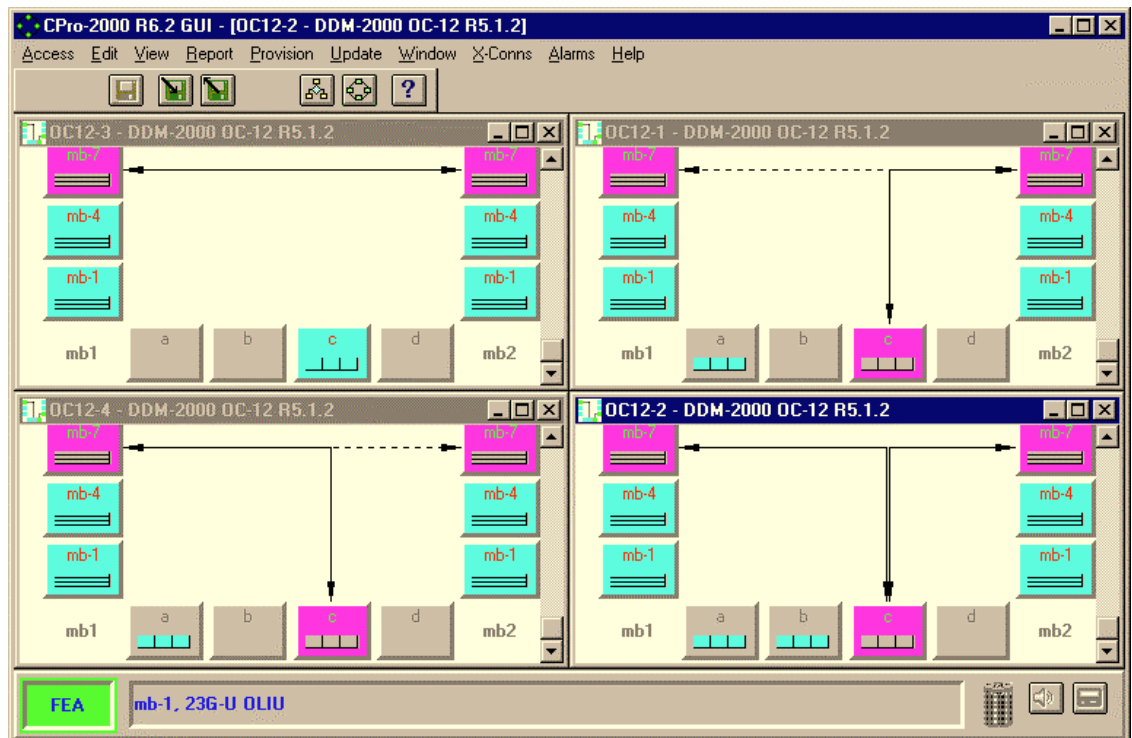 CPro-2000 R6.2 GUI - [OC12-2 - DDM-2000 OC-12 R5.1.2]
Access Edit View Report Provision Update Window X-Conns Alarms Help
?
OC12-3 - DDM-2000 OC-12 R5.1.2
mb-7 mb-7
mb-4 mb-4
mb-1 mb-1
mb1 a b c d mb2
OC12-1 - DDM-2000 OC-12 R5.1.2
mb-7 mb-7
mb-4 mb-4
mb-1 mb-1
mb1 a b c d mb2
OC12-4 - DDM-2000 OC-12 R5.1.2
mb-7 mb-7
mb-4 mb-4
mb-1 mb-1
mb1 a b c d mb2
OC12-2 - DDM-2000 OC-12 R5.1.2
mb-7 mb-7
mb-4 mb-4
mb-1 mb-1
mb1 a b c d mb2
FEA mb-1, 23G-U OLIU